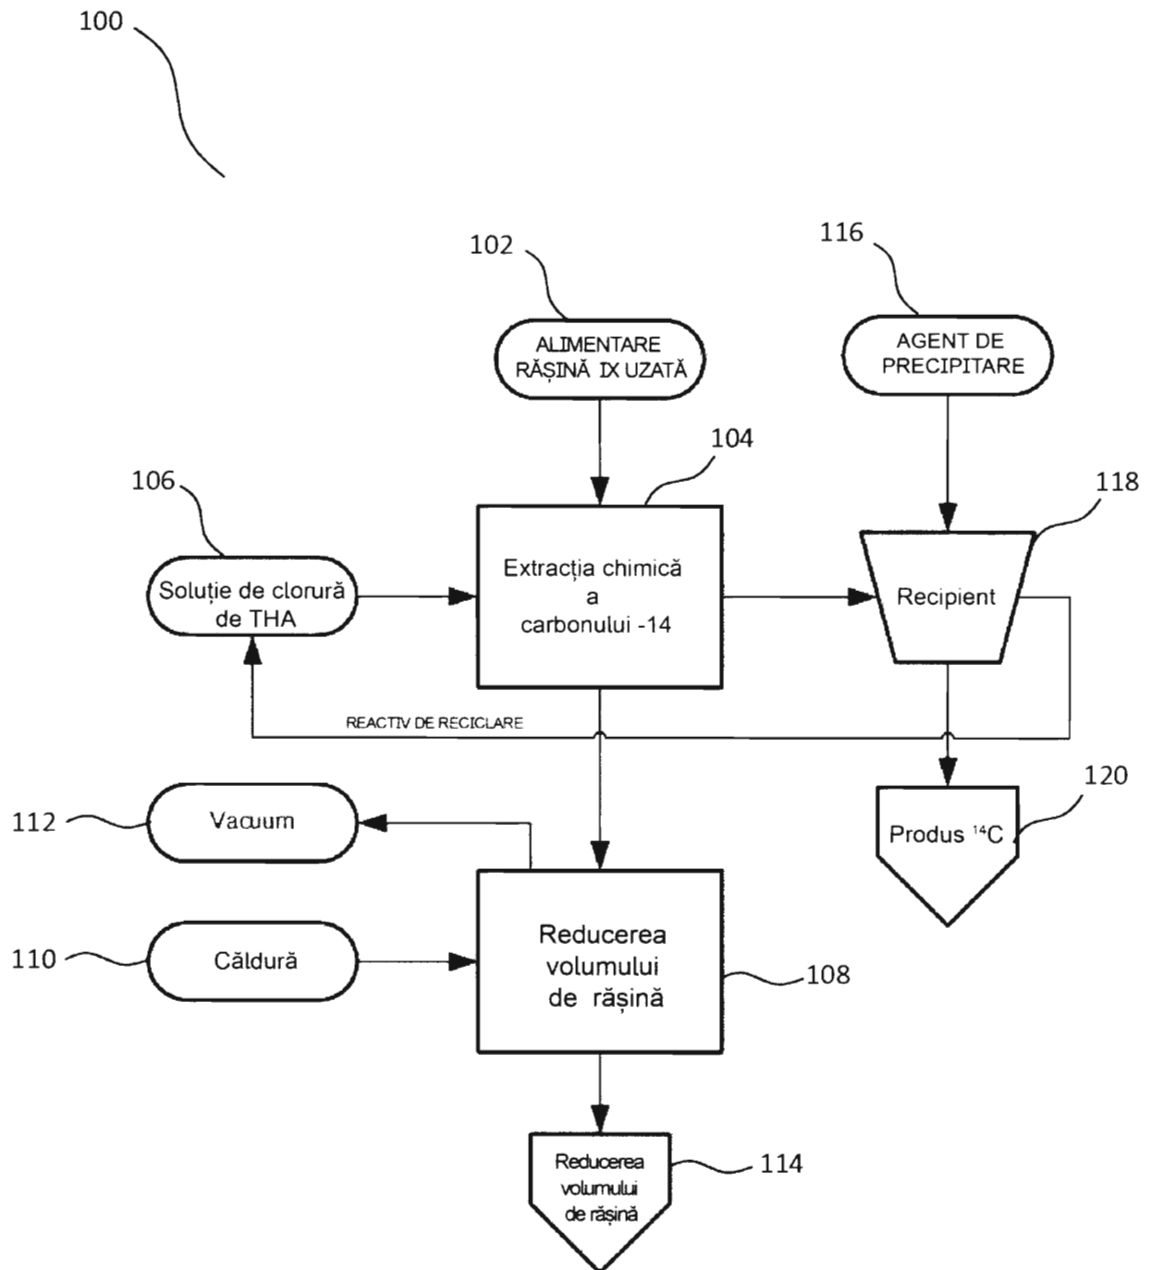 100
102
116
ALIMENTARE
RĂȘINĂ IX UZATĂ
AGENT DE
PRECIPITARE
104
106
118
Soluție de clorură
de THA
Extracția chimică
a
carbonului -14
Recipient
REACTIV DE RECICLARE
112
Vacuum
120
Produs ¹⁴C
110
Căldură
Reducerea
volumului
de rășină
108
Reducerea
volumului
de rășină
114